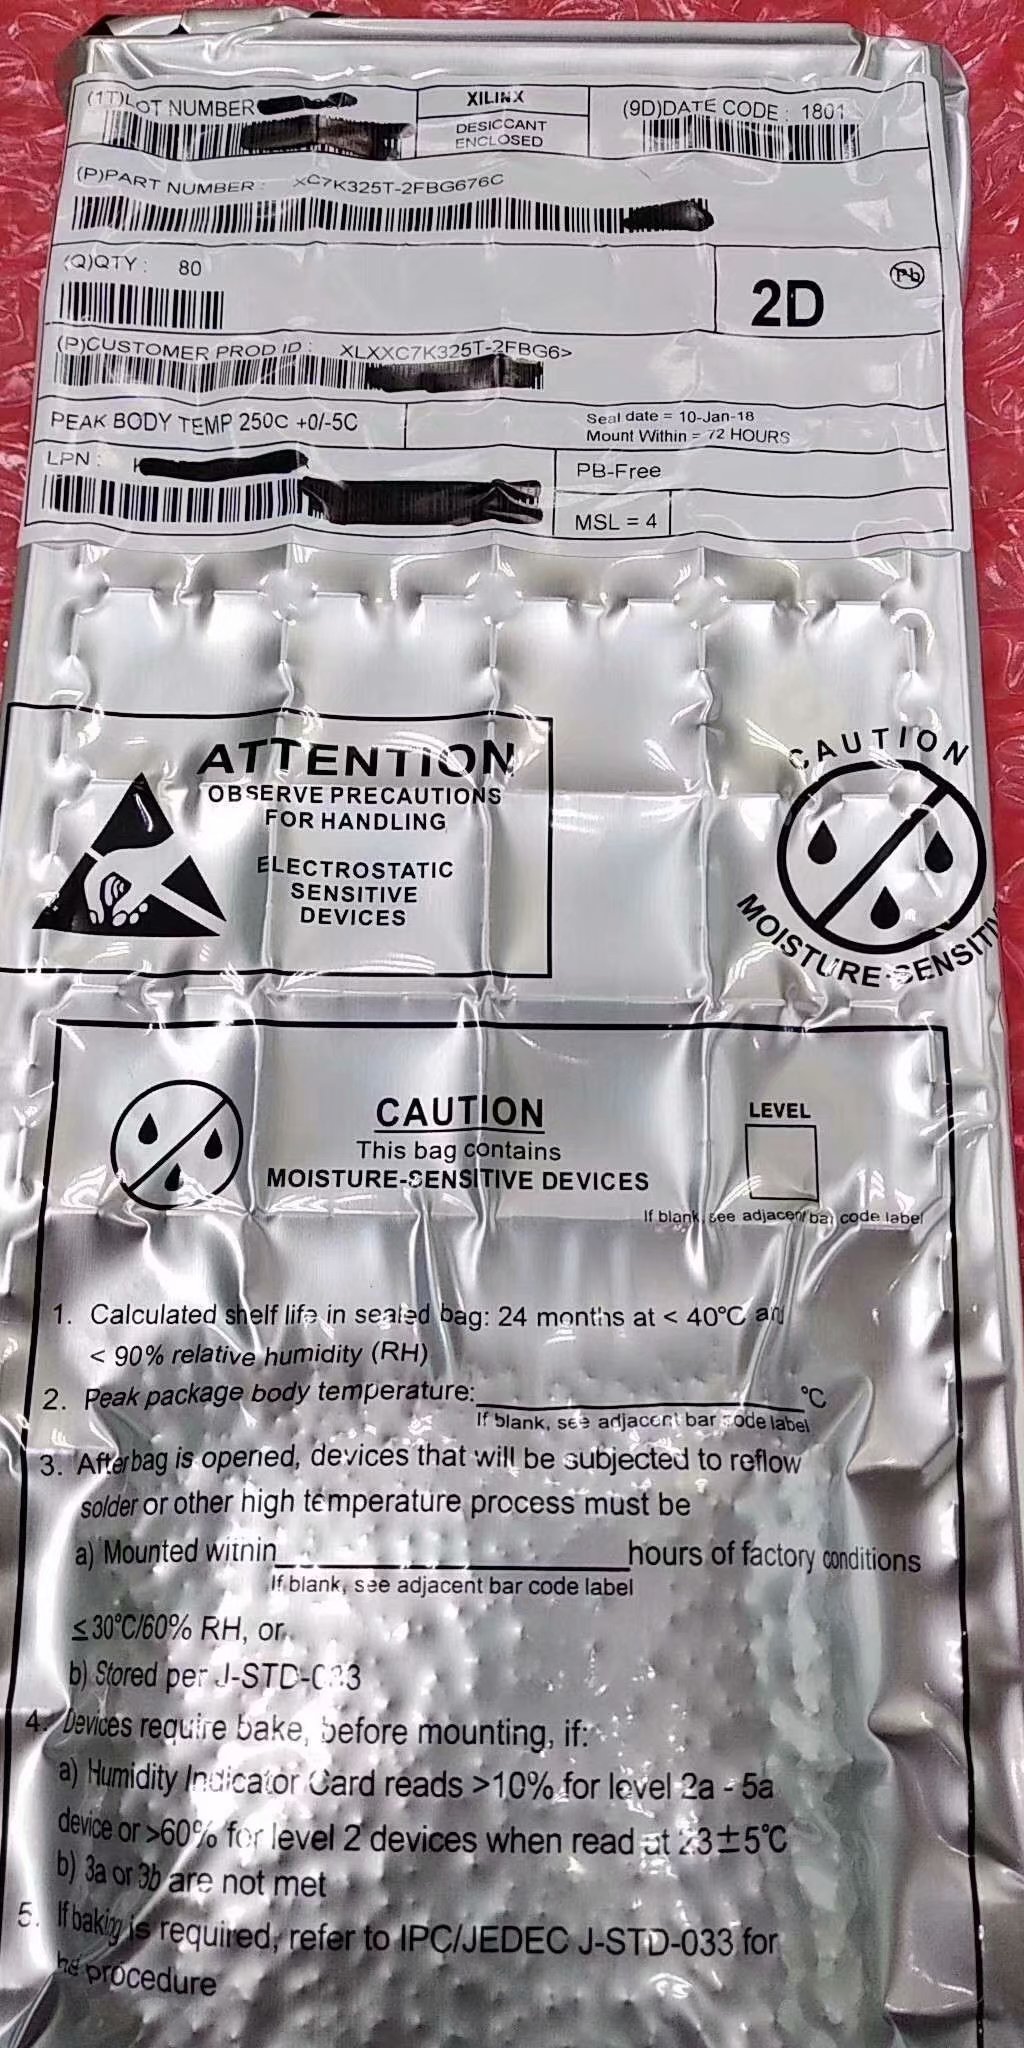 (1T)LOT NUMBER
XILINX
DESICCANT
ENCLOSED
(9D)DATE CODE : 1801
(P)PART NUMBER : XC7K325T-2FBG676C
(Q)QTY : 80
2D
Pb
(P)CUSTOMER PROD ID : XLXXC7K325T-2FBG6>
PEAK BODY TEMP 250C +0/-5C
Seal date = 10-Jan-18
Mount Within = 72 HOURS
LPN :
PB-Free
MSL = 4
ATTENTION
OBSERVE PRECAUTIONS
FOR HANDLING
ELECTROSTATIC
SENSITIVE
DEVICES
CAUTION
MOISTURE-SENSITIV
CAUTION
This bag contains
MOISTURE-SENSITIVE DEVICES
LEVEL
If blank, see adjacent bar code label
1. Calculated shelf life in sealed bag: 24 months at < 40°C an
< 90% relative humidity (RH)
2. Peak package body temperature: °C
If blank, see adjacent bar code label
3. After bag is opened, devices that will be subjected to reflow
solder or other high temperature process must be
a) Mounted within hours of factory conditions
If blank, see adjacent bar code label
≤30°C/60% RH, or
b) Stored per J-STD-033
4. Devices require bake, before mounting, if:
a) Humidity Indicator Card reads >10% for level 2a - 5a
device or >60% for level 2 devices when read at 23±5°C
b) 3a or 3b are not met
5. If baking is required, refer to IPC/JEDEC J-STD-033 for
procedure